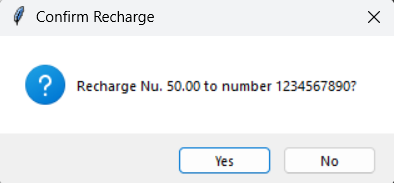 Confirm Recharge
Recharge Nu. 50.00 to number 1234567890?
Yes
No